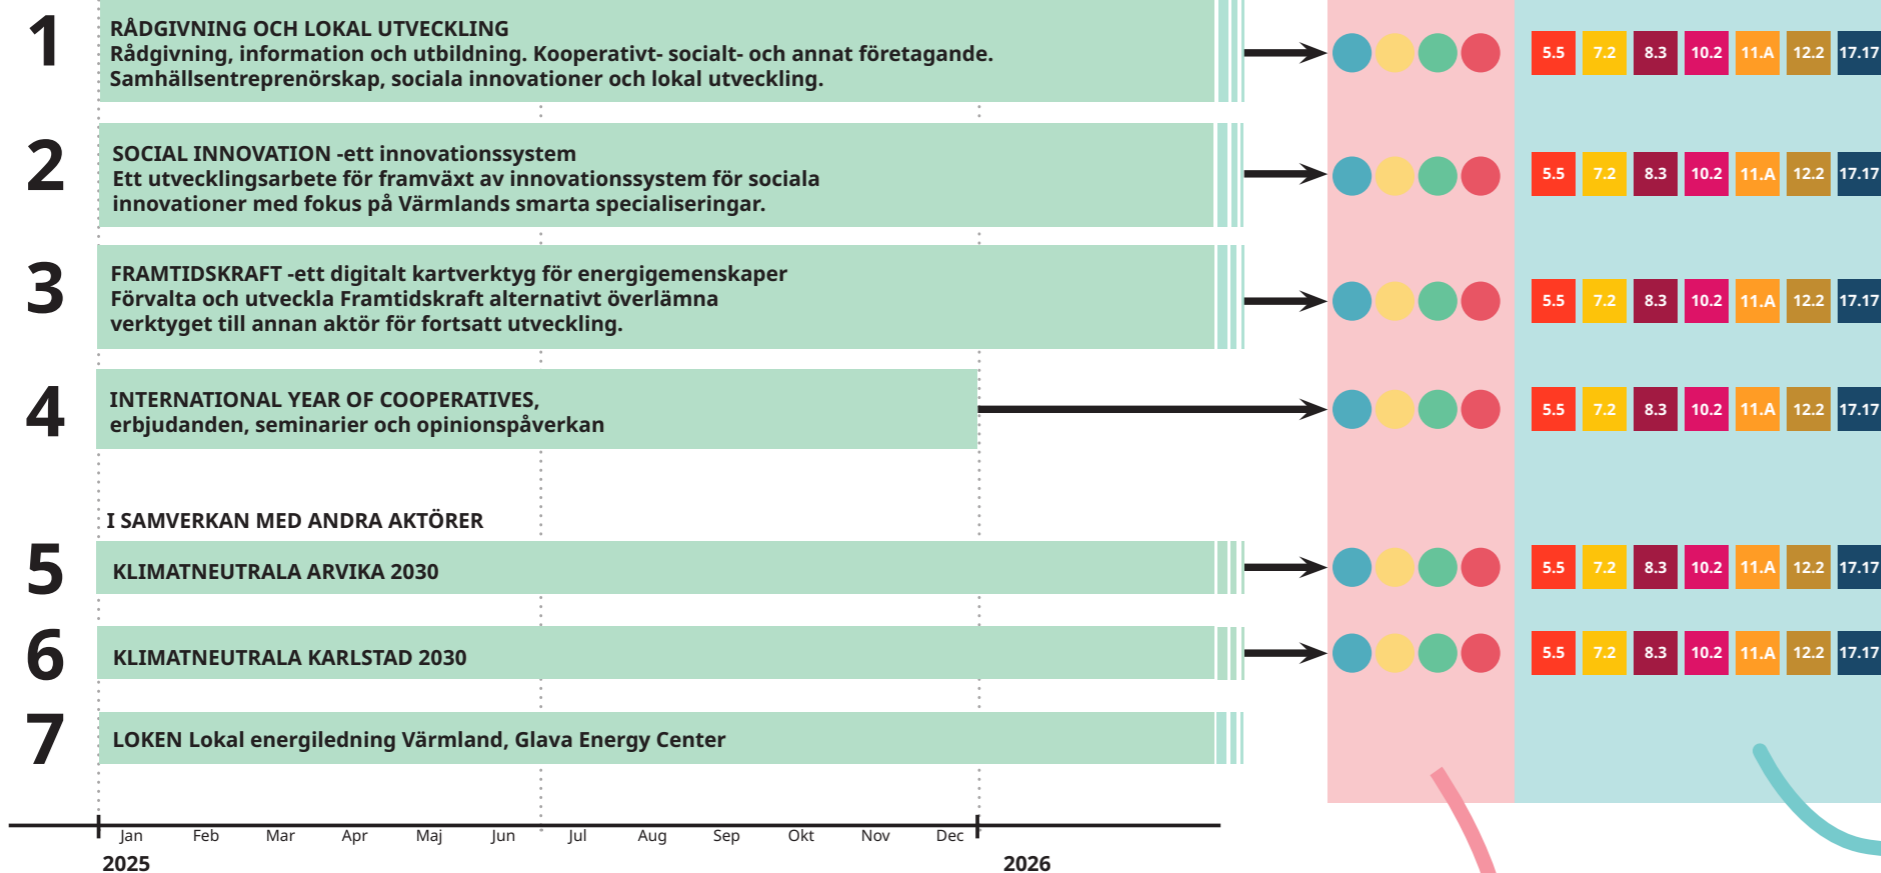 1
RÅDGIVNING OCH LOKAL UTVECKLING
Rådgivning, information och utbildning. Kooperativt- socialt- och annat företagande.
Samhällsentreprenörskap, sociala innovationer och lokal utveckling.
5.5 7.2 8.3 10.2 11.A 12.2 17.17
2
SOCIAL INNOVATION -ett innovationssystem
Ett utvecklingsarbete för framväxt av innovationssystem för sociala
innovationer med fokus på Värmlands smarta specialiseringar.
5.5 7.2 8.3 10.2 11.A 12.2 17.17
3
FRAMTIDSKRAFT -ett digitalt kartverktyg för energigemenskaper
Förvalta och utveckla Framtidskraft alternativt överlämna
verktyget till annan aktör för fortsatt utveckling.
5.5 7.2 8.3 10.2 11.A 12.2 17.17
4
INTERNATIONAL YEAR OF COOPERATIVES,
erbjudanden, seminarier och opinionspåverkan
5.5 7.2 8.3 10.2 11.A 12.2 17.17
I SAMVERKAN MED ANDRA AKTÖRER
5
KLIMATNEUTRALA ARVIKA 2030
5.5 7.2 8.3 10.2 11.A 12.2 17.17
6
KLIMATNEUTRALA KARLSTAD 2030
5.5 7.2 8.3 10.2 11.A 12.2 17.17
7
LOKEN Lokal energiledning Värmland, Glava Energy Center
Jan Feb Mar Apr Maj Jun Jul Aug Sep Okt Nov Dec
2025 2026